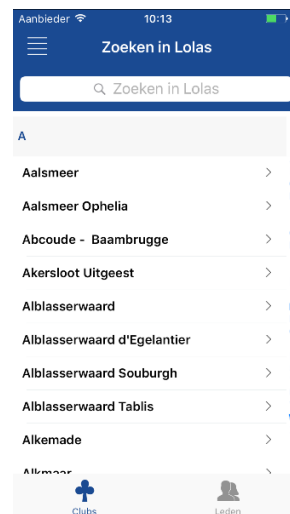 Aanbieder 10:13
Zoeken in Lolas
Zoeken in Lolas
A
Aalsmeer
Aalsmeer Ophelia
Abcoude - Baambrugge
Akersloot Uitgeest
Alblasserwaard
Alblasserwaard d'Egelantier
Alblasserwaard Souburgh
Alblasserwaard Tablis
Alkemade
Alkmaar
Clubs Leden